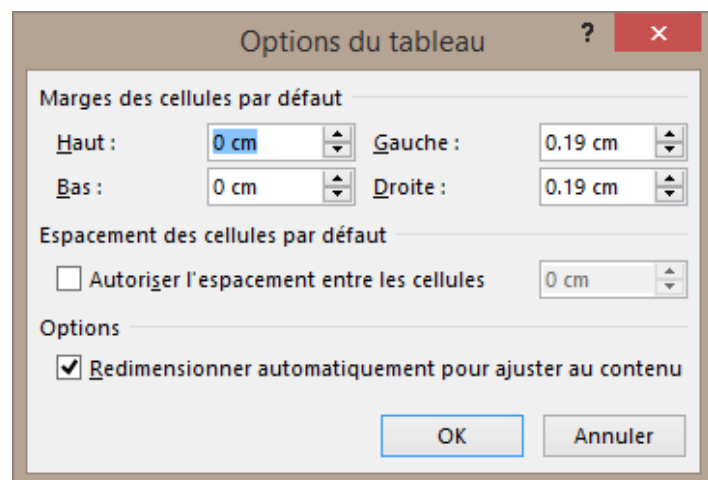 Options du tableau ? ×
Marges des cellules par défaut
Haut : 0 cm Gauche : 0.19 cm
Bas : 0 cm Droite : 0.19 cm
Espacement des cellules par défaut
Autoriser l'espacement entre les cellules 0 cm
Options
Redimensionner automatiquement pour ajuster au contenu
OK Annuler